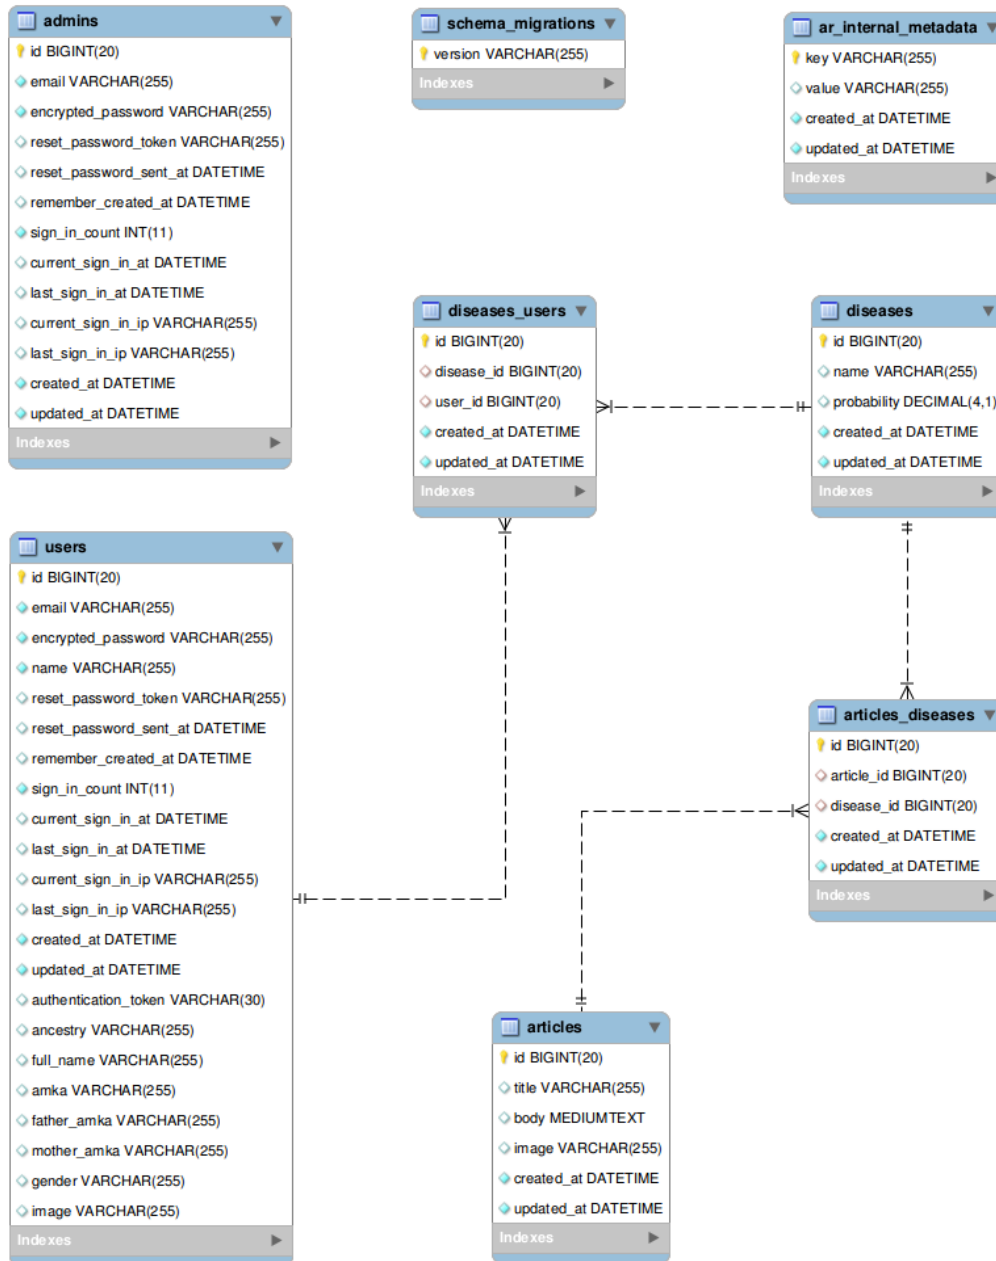 admins
id BIGINT(20)
email VARCHAR(255)
encrypted_password VARCHAR(255)
reset_password_token VARCHAR(255)
reset_password_sent_at DATETIME
remember_created_at DATETIME
sign_in_count INT(11)
current_sign_in_at DATETIME
last_sign_in_at DATETIME
current_sign_in_ip VARCHAR(255)
last_sign_in_ip VARCHAR(255)
created_at DATETIME
updated_at DATETIME
Indexes
schema_migrations
version VARCHAR(255)
Indexes
ar_internal_metadata
key VARCHAR(255)
value VARCHAR(255)
created_at DATETIME
updated_at DATETIME
Indexes
diseases_users
id BIGINT(20)
disease_id BIGINT(20)
user_id BIGINT(20)
created_at DATETIME
updated_at DATETIME
Indexes
diseases
id BIGINT(20)
name VARCHAR(255)
probability DECIMAL(4,1)
created_at DATETIME
updated_at DATETIME
Indexes
users
id BIGINT(20)
email VARCHAR(255)
encrypted_password VARCHAR(255)
name VARCHAR(255)
reset_password_token VARCHAR(255)
reset_password_sent_at DATETIME
remember_created_at DATETIME
sign_in_count INT(11)
current_sign_in_at DATETIME
last_sign_in_at DATETIME
current_sign_in_ip VARCHAR(255)
last_sign_in_ip VARCHAR(255)
created_at DATETIME
updated_at DATETIME
authentication_token VARCHAR(30)
ancestry VARCHAR(255)
full_name VARCHAR(255)
amka VARCHAR(255)
father_amka VARCHAR(255)
mother_amka VARCHAR(255)
gender VARCHAR(255)
image VARCHAR(255)
Indexes
articles_diseases
id BIGINT(20)
article_id BIGINT(20)
disease_id BIGINT(20)
created_at DATETIME
updated_at DATETIME
Indexes
articles
id BIGINT(20)
title VARCHAR(255)
body MEDIUMTEXT
image VARCHAR(255)
created_at DATETIME
updated_at DATETIME
Indexes